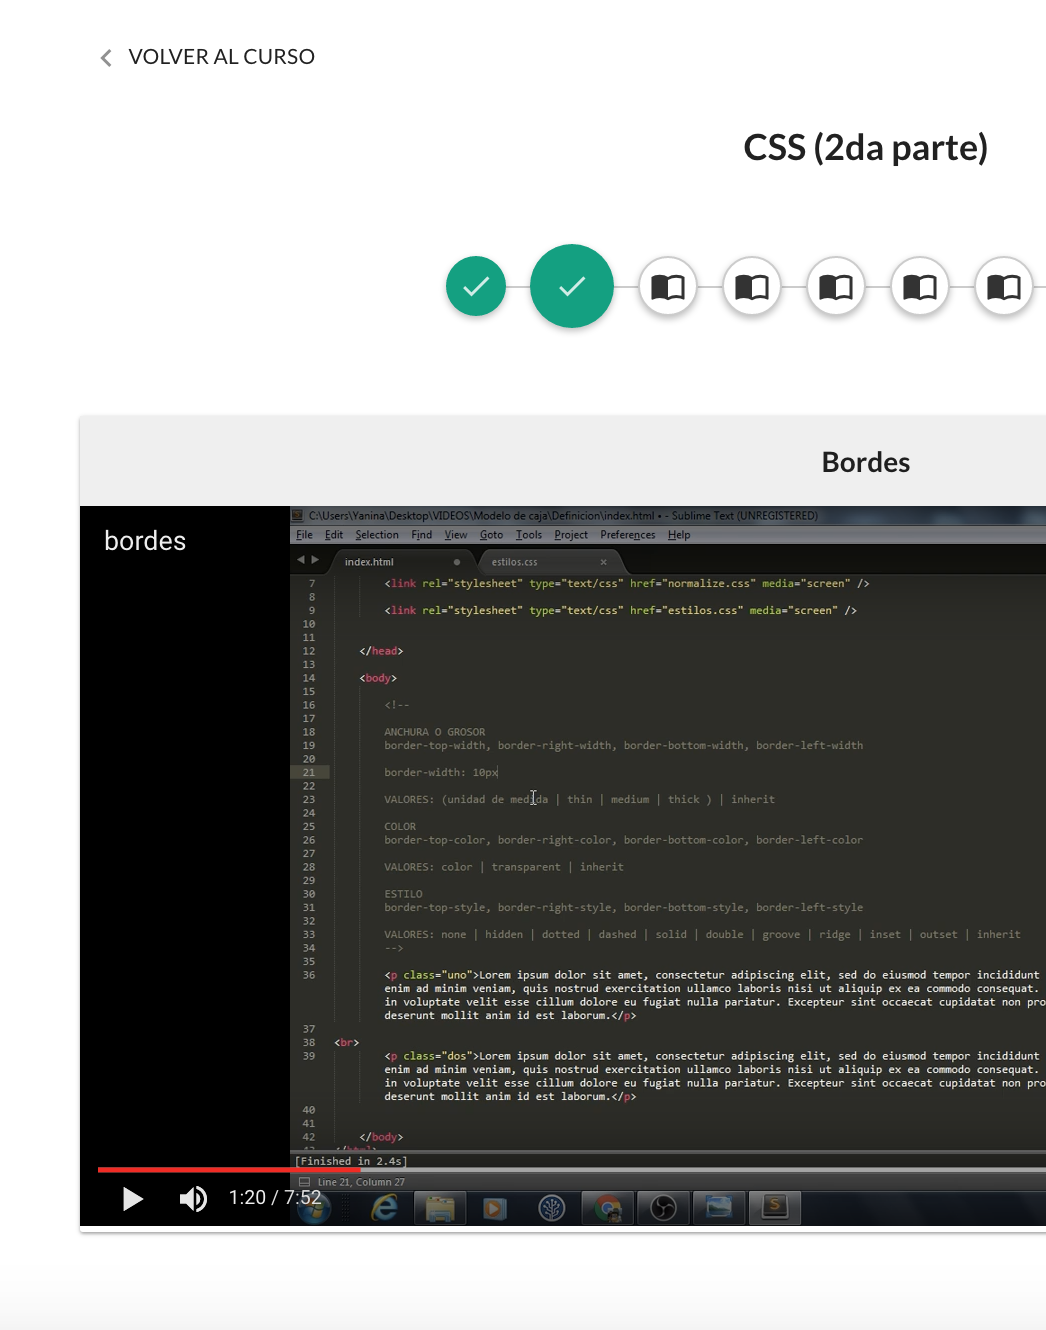 VOLVER AL CURSO
CSS (2da parte)
Bordes
bordes
C:\Users\Yanina\Desktop\VIDEOS\Modelo de caja\Definicion\index.html • - Sublime Text (UNREGISTERED)
File Edit Selection Find View Goto Tools Project Preferences Help
index.html estilos.css ×
7 <link rel="stylesheet" type="text/css" href="normalize.css" media="screen" />
8
9 <link rel="stylesheet" type="text/css" href="estilos.css" media="screen" />
10
11
12 </head>
13
14 <body>
15
16 <!--
17
18 ANCHURA O GROSOR
19 border-top-width, border-right-width, border-bottom-width, border-left-width
20
21 border-width: 10px
22
23 VALORES: (unidad de medida | thin | medium | thick ) | inherit
24
25 COLOR
26 border-top-color, border-right-color, border-bottom-color, border-left-color
27
28 VALORES: color | transparent | inherit
29
30 ESTILO
31 border-top-style, border-right-style, border-bottom-style, border-left-style
32
33 VALORES: none | hidden | dotted | dashed | solid | double | groove | ridge | inset | outset | inherit
34 -->
35
36 <p class="uno">Lorem ipsum dolor sit amet, consectetur adipiscing elit, sed do eiusmod tempor incididunt
enim ad minim veniam, quis nostrud exercitation ullamco laboris nisi ut aliquip ex ea commodo consequat.
in voluptate velit esse cillum dolore eu fugiat nulla pariatur. Excepteur sint occaecat cupidatat non pro
deserunt mollit anim id est laborum.</p>
37
38 <br>
39 <p class="dos">Lorem ipsum dolor sit amet, consectetur adipiscing elit, sed do eiusmod tempor incididunt
enim ad minim veniam, quis nostrud exercitation ullamco laboris nisi ut aliquip ex ea commodo consequat.
in voluptate velit esse cillum dolore eu fugiat nulla pariatur. Excepteur sint occaecat cupidatat non pro
deserunt mollit anim id est laborum.</p>
40
41
42 </body>
[Finished in 2.4s]
Line 21, Column 27
1:20 / 7:52